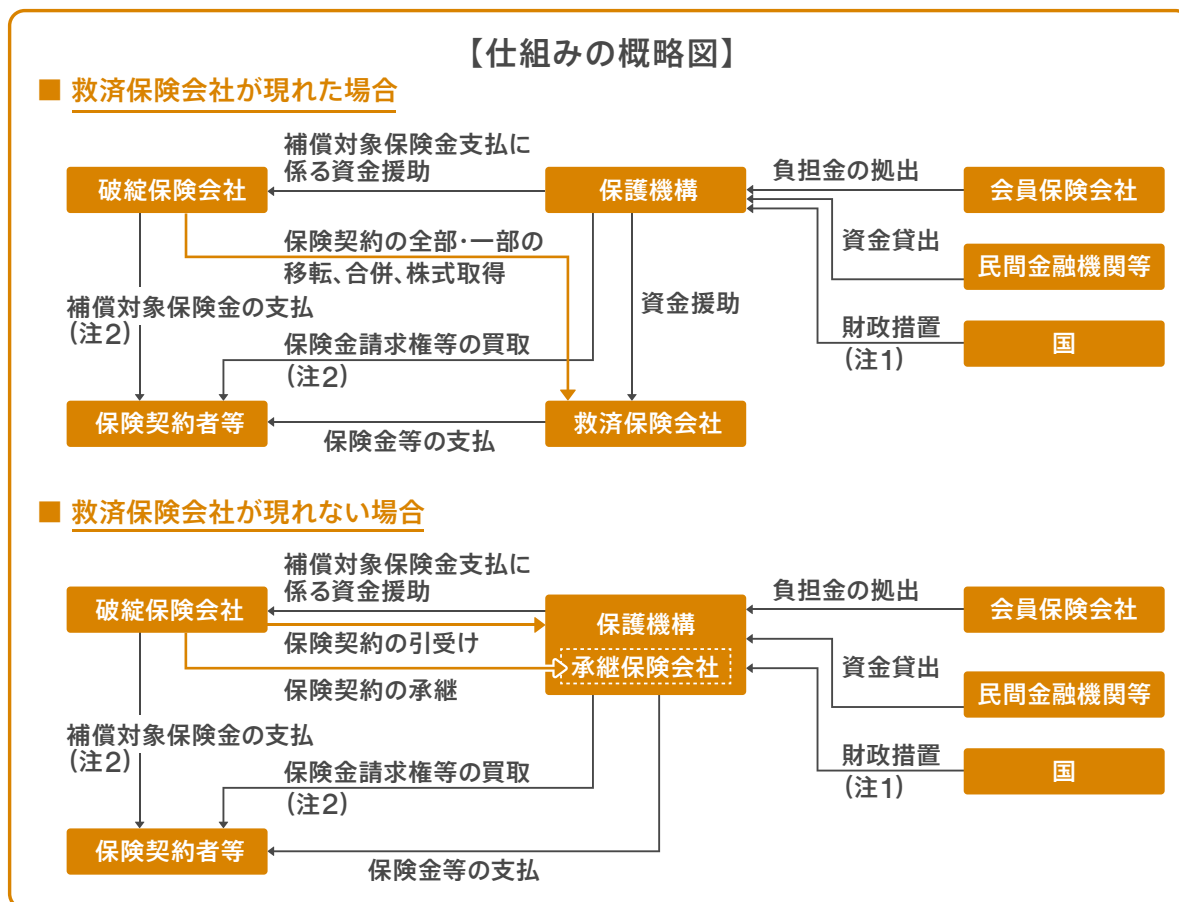 【仕組みの概略図】
■ 救済保険会社が現れた場合
補償対象保険金支払に
係る資金援助
破綻保険会社
保護機構
負担金の拠出
会員保険会社
保険契約の全部・一部の
移転、合併、株式取得
資金貸出
民間金融機関等
補償対象保険金の支払
(注2)
資金援助
保険金請求権等の買取
(注2)
財政措置
(注1)
国
保険契約者等
保険金等の支払
救済保険会社
■ 救済保険会社が現れない場合
補償対象保険金支払に
係る資金援助
破綻保険会社
保護機構
承継保険会社
負担金の拠出
会員保険会社
保険契約の引受け
保険契約の承継
資金貸出
民間金融機関等
補償対象保険金の支払
(注2)
保険金請求権等の買取
(注2)
財政措置
(注1)
国
保険契約者等
保険金等の支払